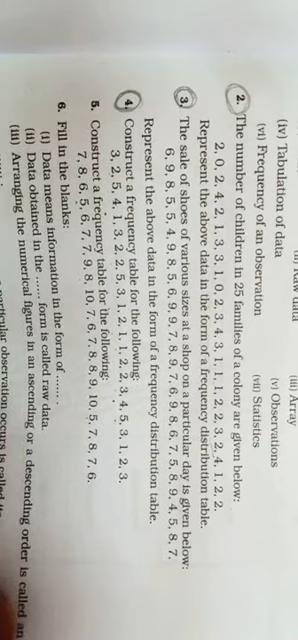 (iii) Array
(iv) Tabulation of data (v) Observations
(vi) Frequency of an observation (vii) Statistics
2. The number of children in 25 families of a colony are given below:
2, 0, 2, 4, 2, 1, 3, 3, 1, 0, 2, 3, 4, 3, 1, 1, 1, 2, 2, 3, 2, 4, 1, 2, 2.
Represent the above data in the form of a frequency distribution table.
3. The sale of shoes of various sizes at a shop on a particular day is given below:
6, 9, 8, 5, 5, 4, 9, 8, 5, 6, 9, 9, 7, 8, 9, 7, 6, 9, 8, 6, 7, 5, 8, 9, 4, 5, 8, 7.
Represent the above data in the form of a frequency distribution table.
4. Construct a frequency table for the following:
3, 2, 5, 4, 1, 3, 2, 2, 5, 3, 1, 2, 1, 1, 2, 2, 3, 4, 5, 3, 1, 2, 3.
5. Construct a frequency table for the following:
7, 8, 6, 5, 6, 7, 7, 9, 8, 10, 7, 6, 7, 8, 8, 9, 10, 5, 7, 8, 7, 6.
6. Fill in the blanks:
(i) Data means information in the form of ...... .
(ii) Data obtained in the ...... form is called raw data.
(iii) Arranging the numerical figures in an ascending or a descending order is called an
particular observation occurs is called its